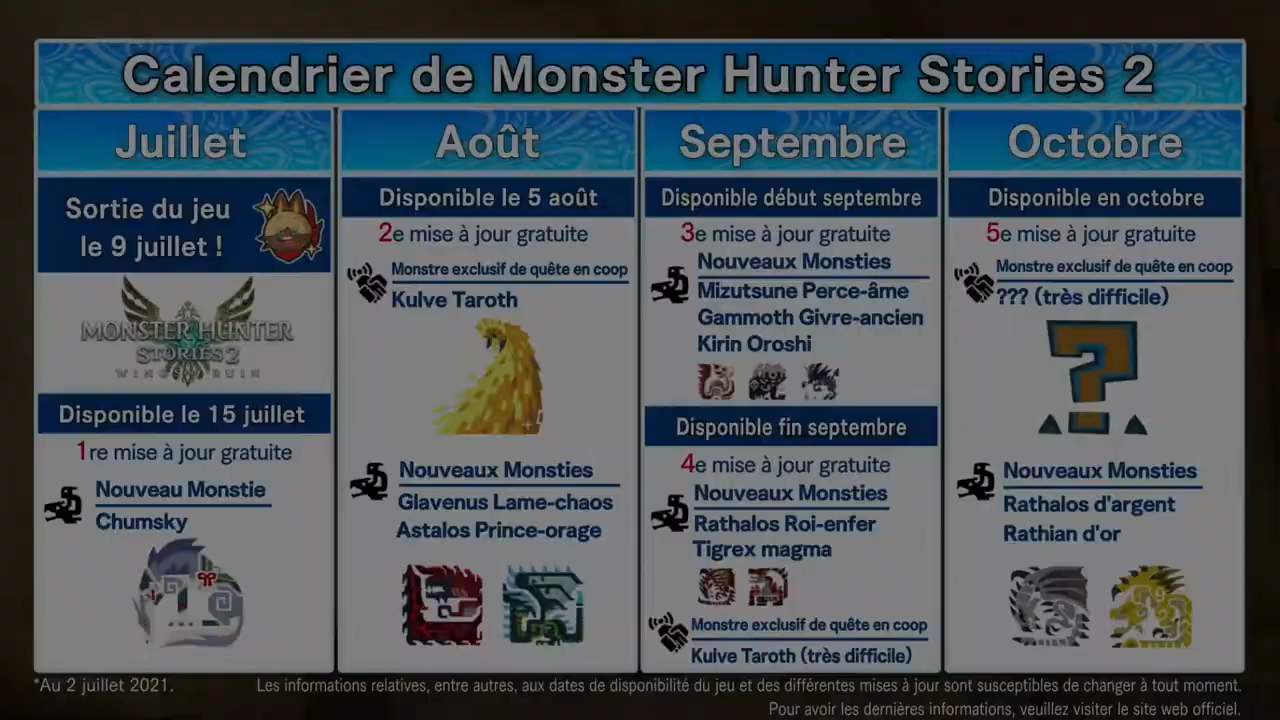 Calendrier de Monster Hunter Stories 2
Juillet
Sortie du jeu
le 9 juillet !
MONSTER HUNTER
STORIES 2
WINGS OF RUIN
Disponible le 15 juillet
1re mise à jour gratuite
Nouveau Monstie
Chumsky
Août
Disponible le 5 août
2e mise à jour gratuite
Monstre exclusif de quête en coop
Kulve Taroth
Nouveaux Monsties
Glavenus Lame-chaos
Astalos Prince-orage
Septembre
Disponible début septembre
3e mise à jour gratuite
Nouveaux Monsties
Mizutsune Perce-âme
Gammoth Givre-ancien
Kirin Oroshi
Disponible fin septembre
4e mise à jour gratuite
Nouveaux Monsties
Rathalos Roi-enfer
Tigrex magma
Monstre exclusif de quête en coop
Kulve Taroth (très difficile)
Octobre
Disponible en octobre
5e mise à jour gratuite
Monstre exclusif de quête en coop
??? (très difficile)
?
Nouveaux Monsties
Rathalos d'argent
Rathian d'or
*Au 2 juillet 2021.
Les informations relatives, entre autres, aux dates de disponibilité du jeu et des différentes mises à jour sont susceptibles de changer à tout moment.
Pour avoir les dernières informations, veuillez visiter le site web officiel.